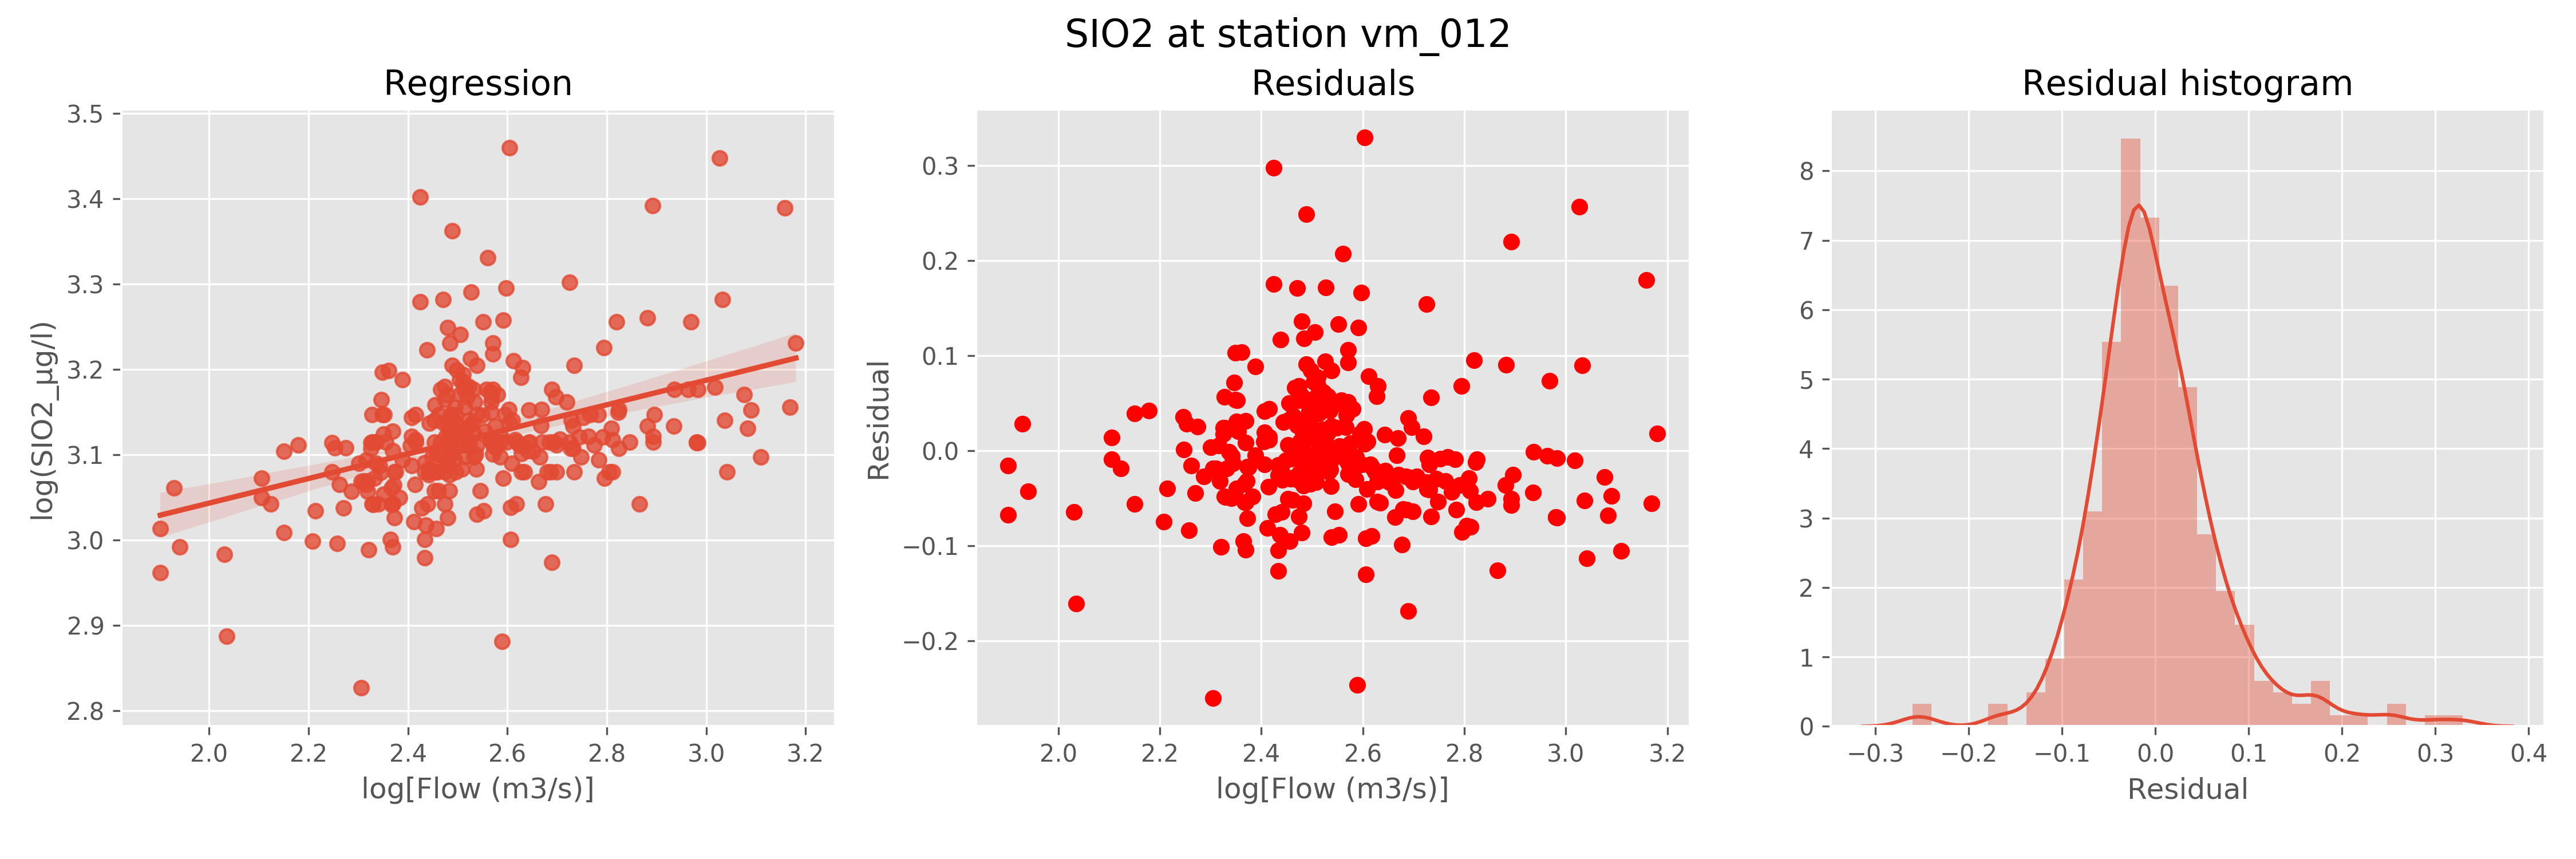 SIO2 at station vm_012
Regression
3.5
3.4
3.3
3.2
3.1
3.0
2.9
2.8
log(SIO2_µg/l)
2.0 2.2 2.4 2.6 2.8 3.0 3.2
log[Flow (m3/s)]
Residuals
0.3
0.2
0.1
0.0
−0.1
−0.2
Residual
2.0 2.2 2.4 2.6 2.8 3.0 3.2
log[Flow (m3/s)]
Residual histogram
8
7
6
5
4
3
2
1
0
−0.3 −0.2 −0.1 0.0 0.1 0.2 0.3 0.4
Residual